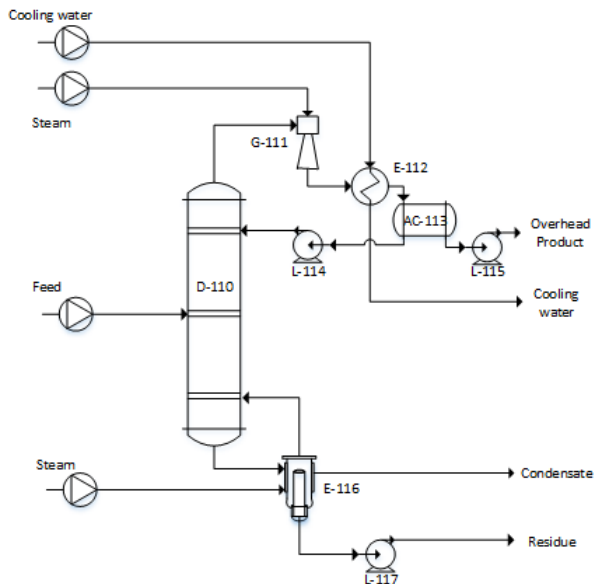 Cooling water
Steam
G-111
E-112
AC-113
Overhead
Product
L-114
L-115
Feed
D-110
Cooling
water
Steam
E-116
Condensate
Residue
L-117